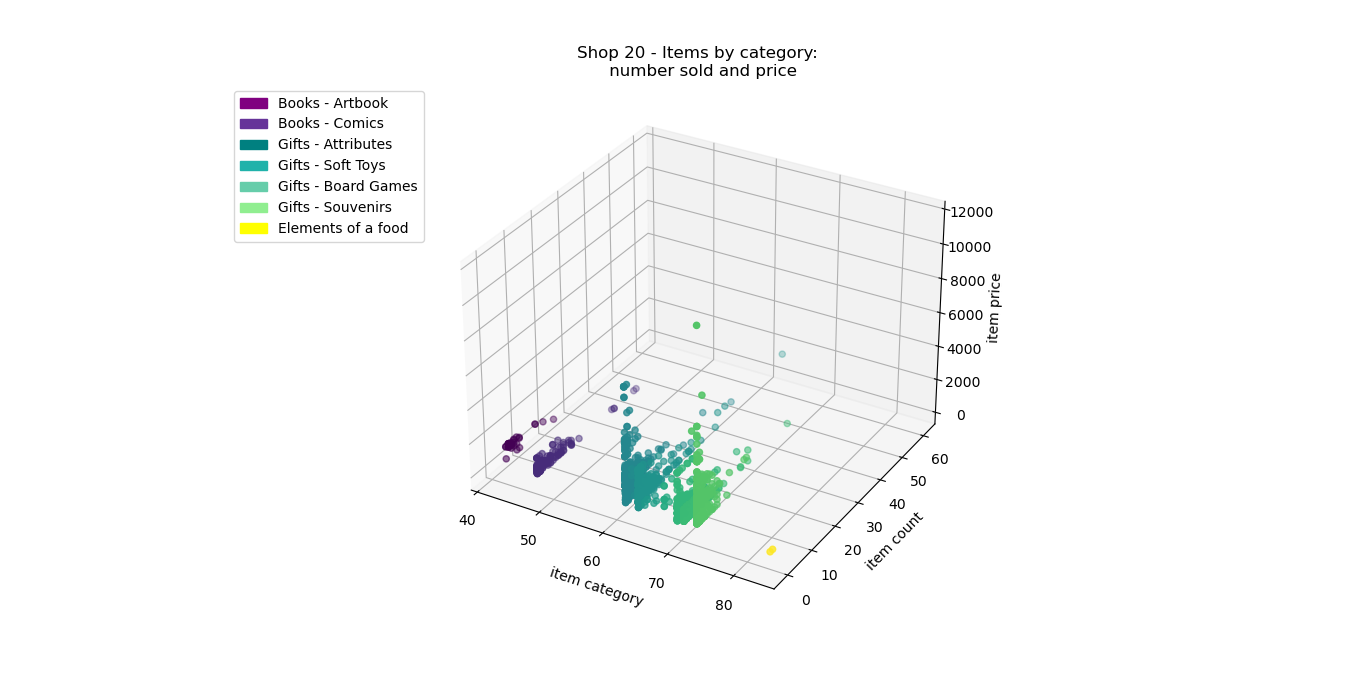 Shop 20 - Items by category:
number sold and price
Books - Artbook
Books - Comics
Gifts - Attributes
Gifts - Soft Toys
Gifts - Board Games
Gifts - Souvenirs
Elements of a food
12000
10000
8000
6000
4000
2000
0
item price
60
50
40
30
20
10
0
item count
40
50
60
70
80
item category